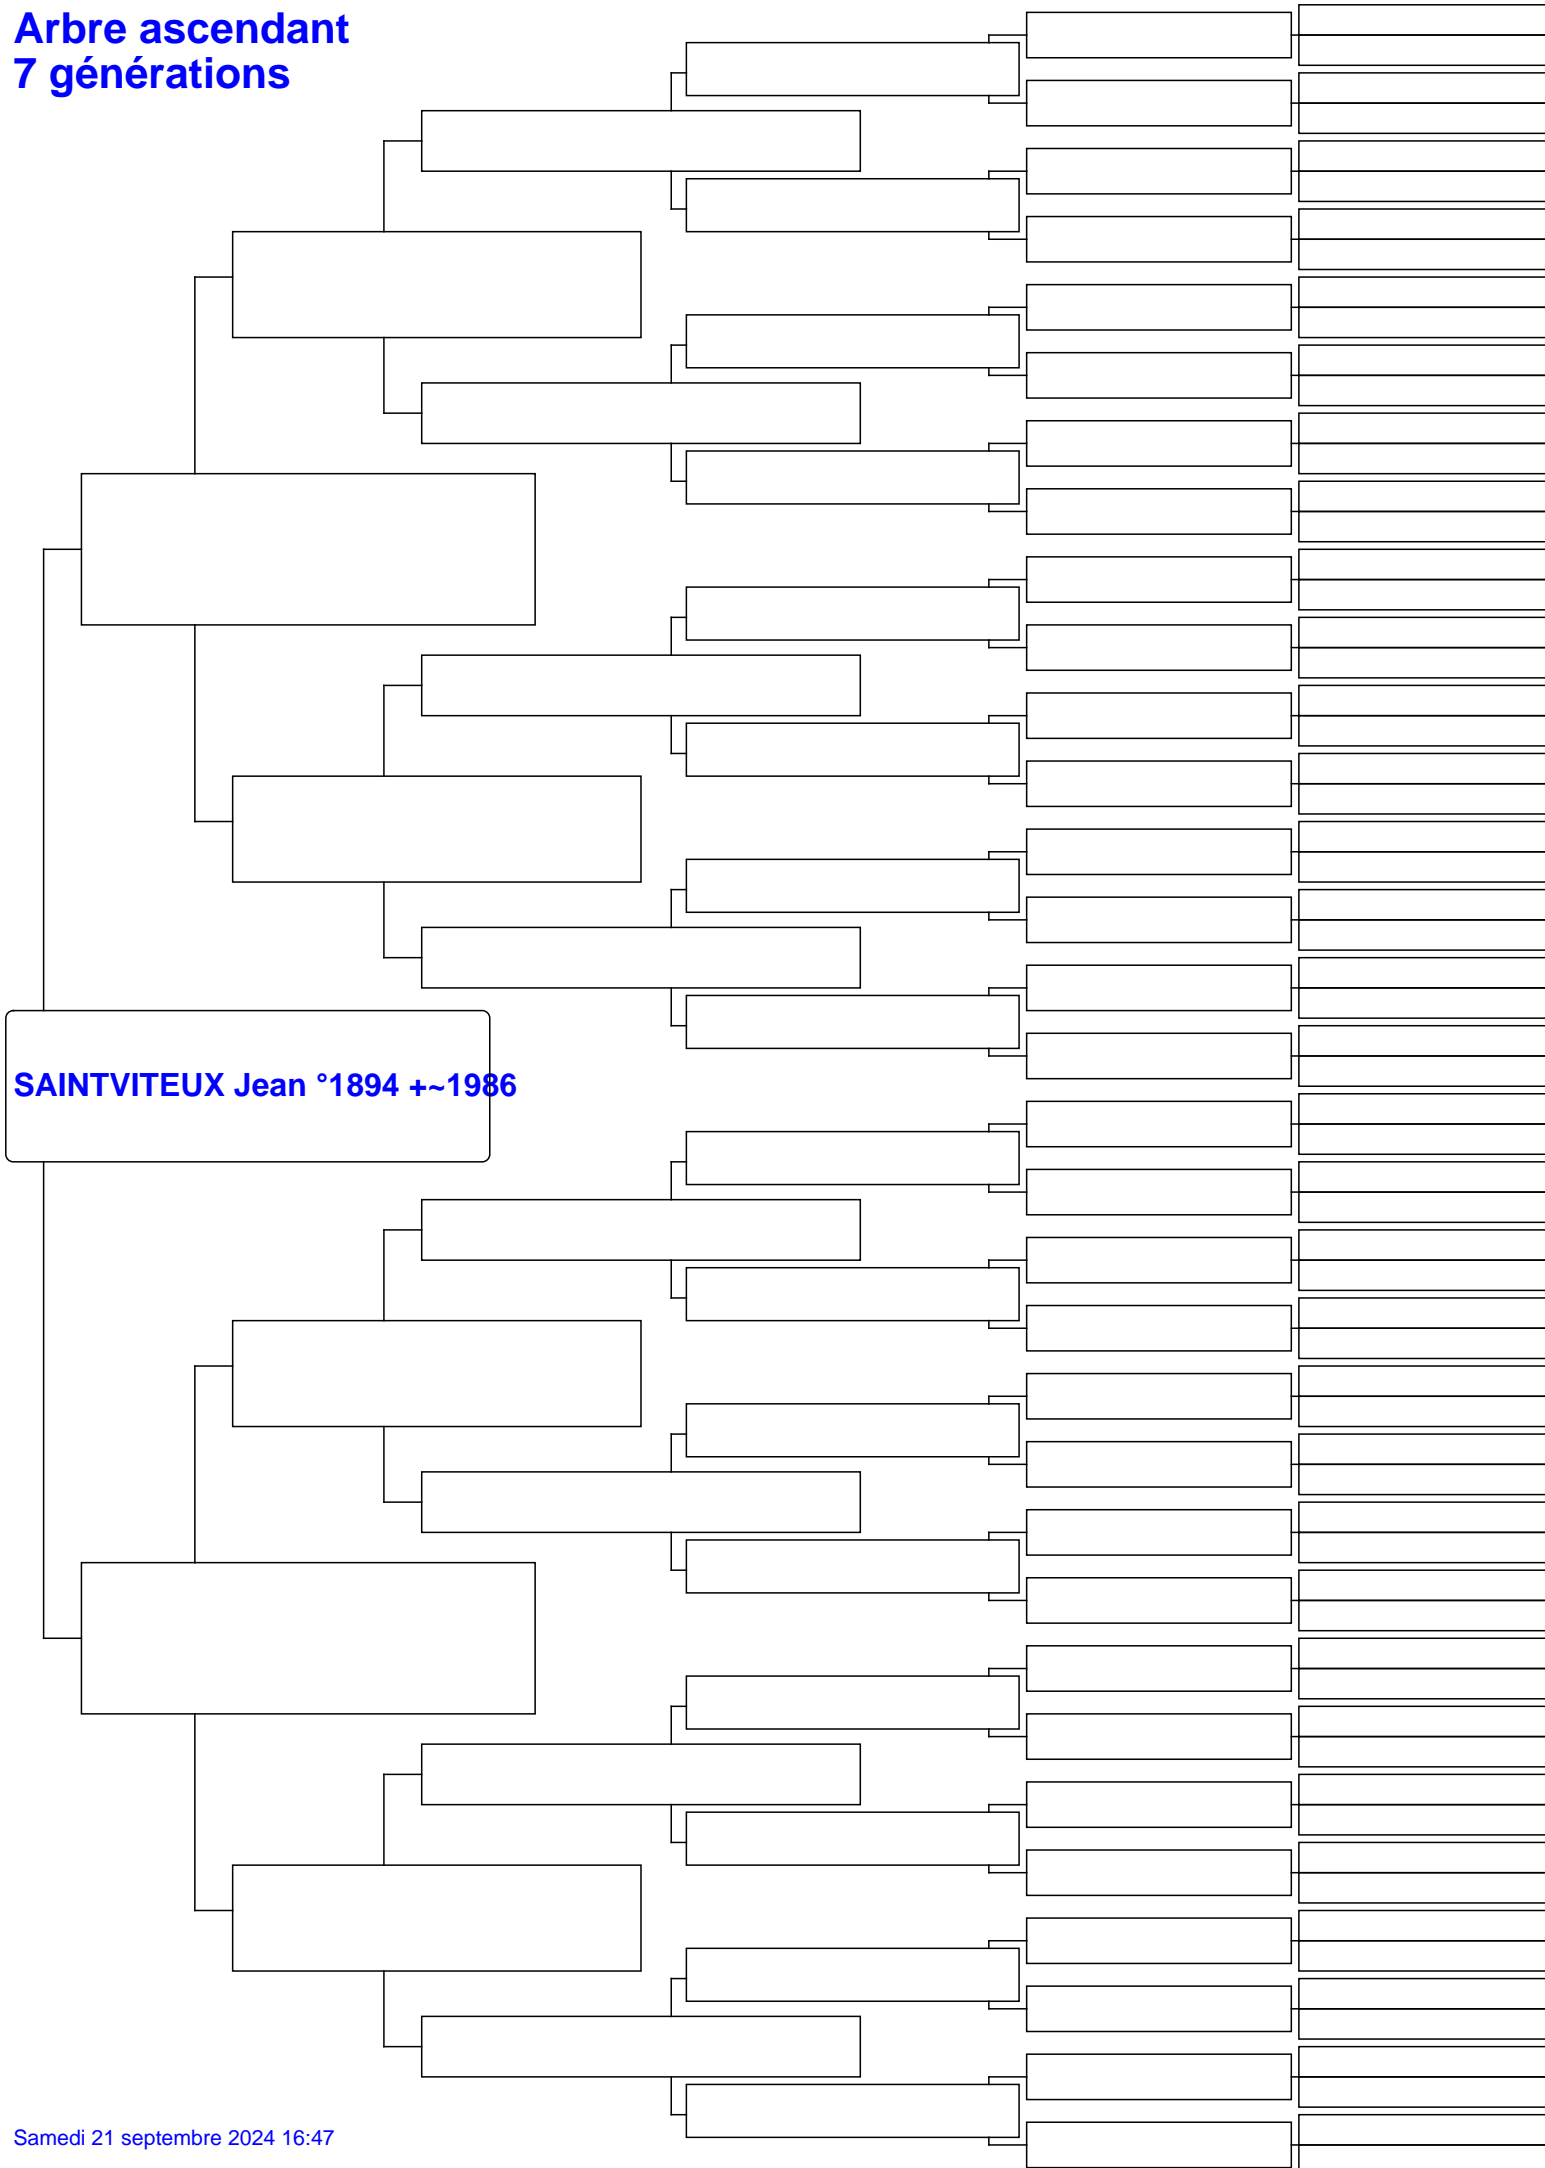 Arbre ascendant
7 générations
SAINTVITEUX Jean °1894 +~1986
Samedi 21 septembre 2024 16:47